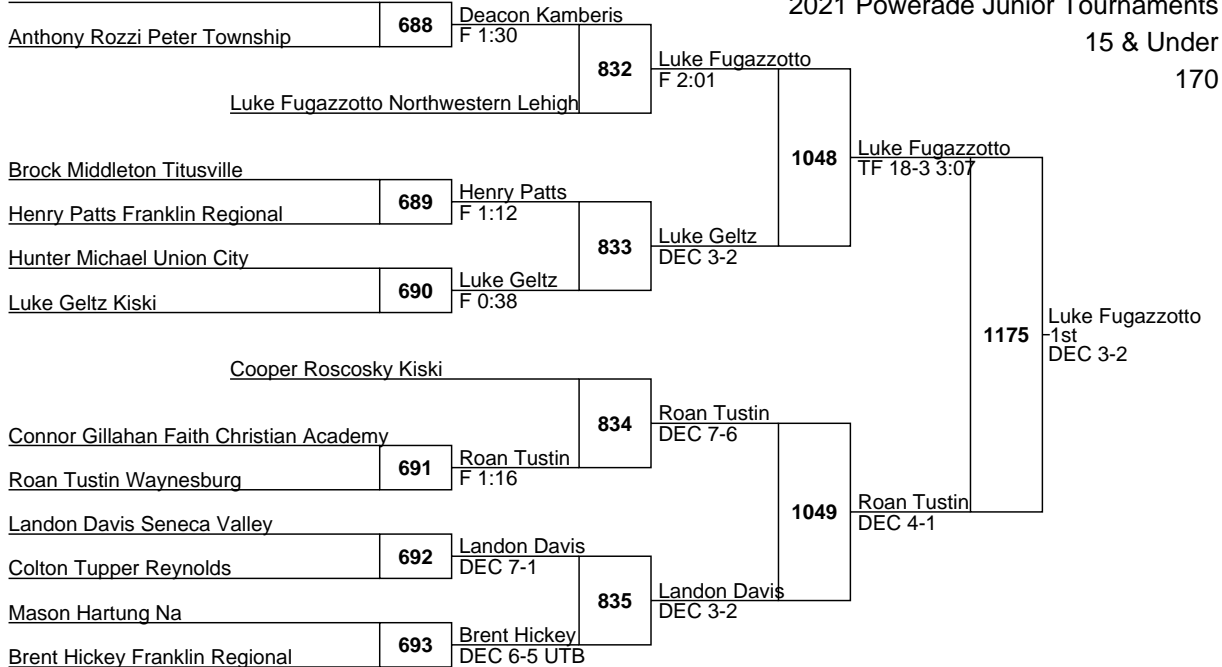 2021 Powerade Junior Tournaments
15 & Under
170
Anthony Rozzi Peter Township
688
Deacon Kamberis
F 1:30
832
Luke Fugazzotto
F 2:01
Luke Fugazzotto Northwestern Lehigh
1048
Luke Fugazzotto
TF 18-3 3:07
Brock Middleton Titusville
689
Henry Patts
F 1:12
Henry Patts Franklin Regional
833
Luke Geltz
DEC 3-2
Hunter Michael Union City
690
Luke Geltz
F 0:38
Luke Geltz Kiski
1175
Luke Fugazzotto
1st
DEC 3-2
Cooper Roscosky Kiski
834
Roan Tustin
DEC 7-6
Connor Gillahan Faith Christian Academy
691
Roan Tustin
F 1:16
Roan Tustin Waynesburg
1049
Roan Tustin
DEC 4-1
Landon Davis Seneca Valley
692
Landon Davis
DEC 7-1
Colton Tupper Reynolds
835
Landon Davis
DEC 3-2
Mason Hartung Na
693
Brent Hickey
DEC 6-5 UTB
Brent Hickey Franklin Regional